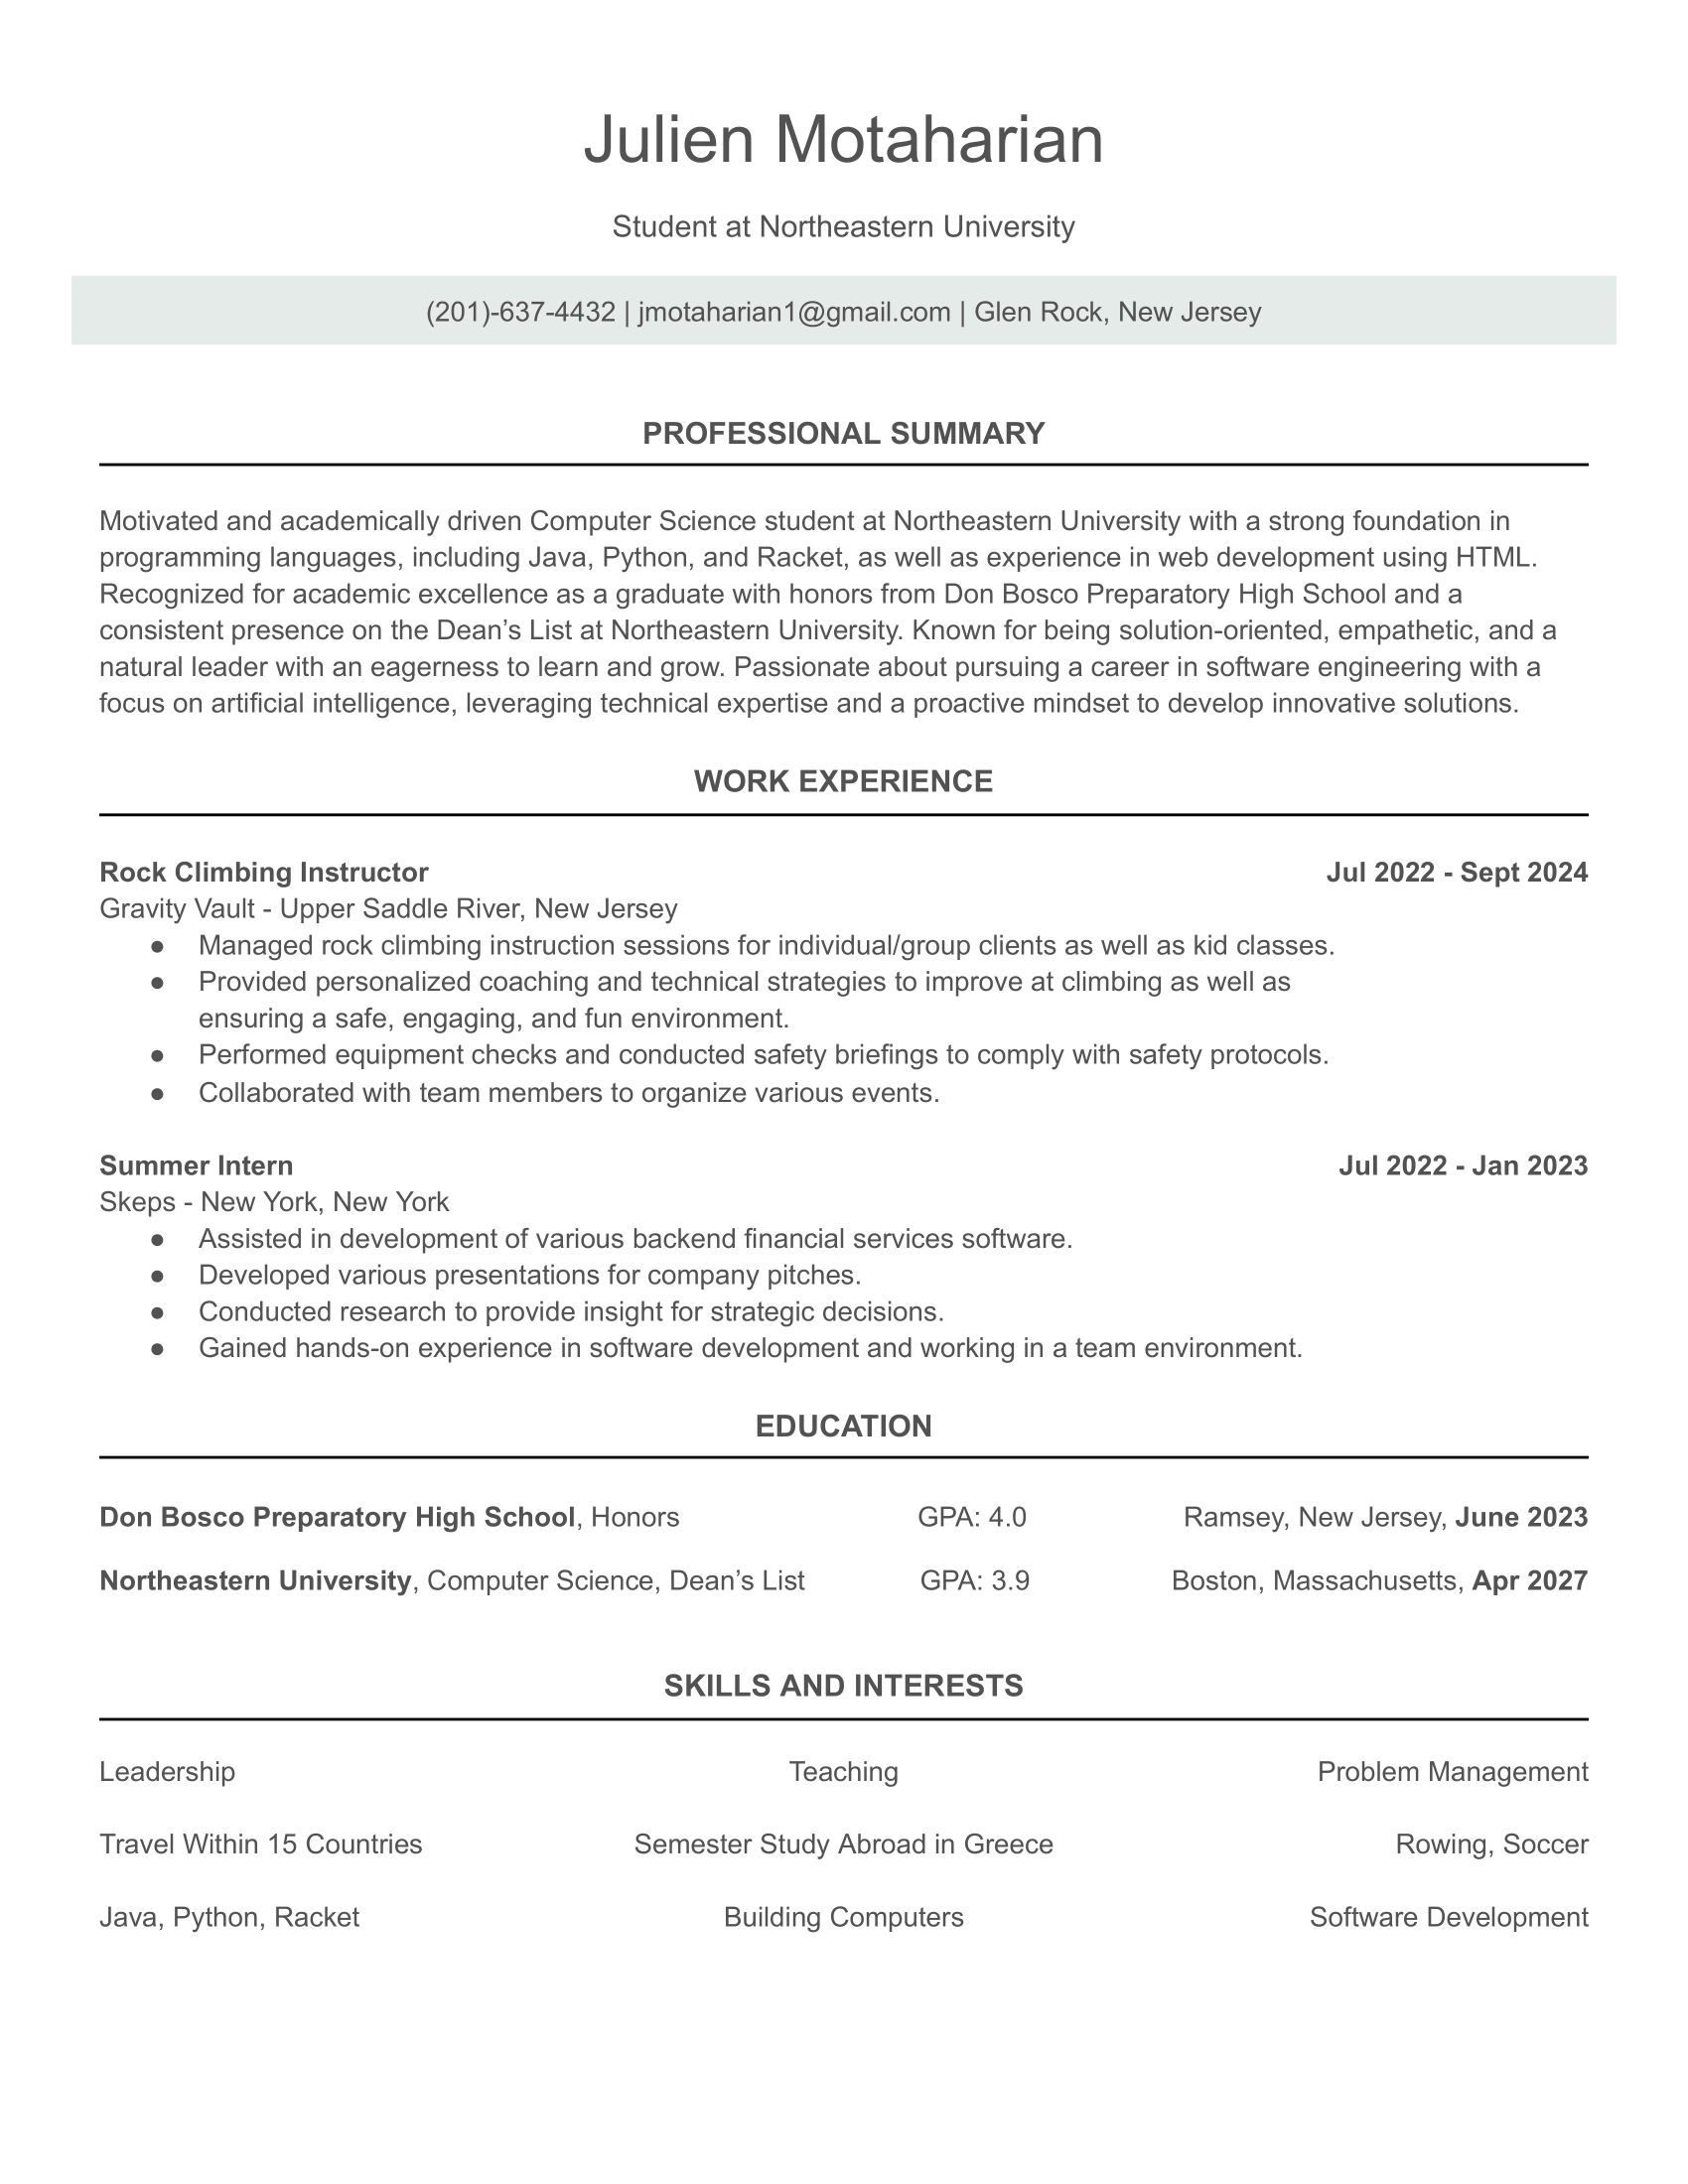 Julien Motaharian
Student at Northeastern University
(201)-637-4432 | jmotaharian1@gmail.com | Glen Rock, New Jersey
PROFESSIONAL SUMMARY
Motivated and academically driven Computer Science student at Northeastern University with a strong foundation in
programming languages, including Java, Python, and Racket, as well as experience in web development using HTML.
Recognized for academic excellence as a graduate with honors from Don Bosco Preparatory High School and a
consistent presence on the Dean’s List at Northeastern University. Known for being solution-oriented, empathetic, and a
natural leader with an eagerness to learn and grow. Passionate about pursuing a career in software engineering with a
focus on artificial intelligence, leveraging technical expertise and a proactive mindset to develop innovative solutions.
WORK EXPERIENCE
Rock Climbing Instructor Jul 2022 - Sept 2024
Gravity Vault - Upper Saddle River, New Jersey
● Managed rock climbing instruction sessions for individual/group clients as well as kid classes.
● Provided personalized coaching and technical strategies to improve at climbing as well as
ensuring a safe, engaging, and fun environment.
● Performed equipment checks and conducted safety briefings to comply with safety protocols.
● Collaborated with team members to organize various events.
Summer Intern Jul 2022 - Jan 2023
Skeps - New York, New York
● Assisted in development of various backend financial services software.
● Developed various presentations for company pitches.
● Conducted research to provide insight for strategic decisions.
● Gained hands-on experience in software development and working in a team environment.
EDUCATION
Don Bosco Preparatory High School, Honors GPA: 4.0 Ramsey, New Jersey, June 2023
Northeastern University, Computer Science, Dean’s List GPA: 3.9 Boston, Massachusetts, Apr 2027
SKILLS AND INTERESTS
Leadership Teaching Problem Management
Travel Within 15 Countries Semester Study Abroad in Greece Rowing, Soccer
Java, Python, Racket Building Computers Software Development